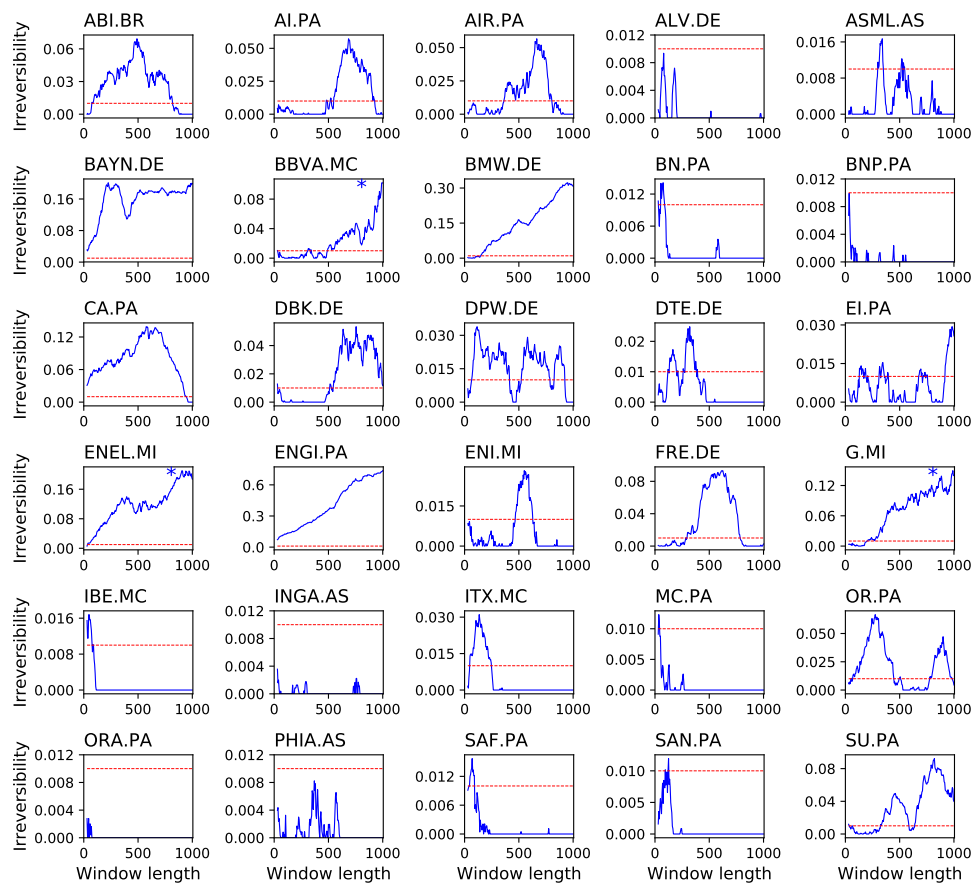 ABI.BR AI.PA AIR.PA ALV.DE ASML.AS
Irreversibility
0.06 0.03 0.00
0.050 0.025 0.000
0.050 0.025 0.000
0.012 0.008 0.004 0.000
0.016 0.008 0.000
0 500 1000 0 500 1000 0 500 1000 0 500 1000 0 500 1000
BAYN.DE BBVA.MC BMW.DE BN.PA BNP.PA
Irreversibility
0.16 0.08 0.00
0.08 0.04 0.00
*
0.30 0.15 0.00
0.015 0.010 0.005 0.000
0.012 0.008 0.004 0.000
0 500 1000 0 500 1000 0 500 1000 0 500 1000 0 500 1000
CA.PA DBK.DE DPW.DE DTE.DE EI.PA
Irreversibility
0.12 0.06 0.00
0.04 0.02 0.00
0.030 0.015 0.000
0.02 0.01 0.00
0.030 0.015 0.000
0 500 1000 0 500 1000 0 500 1000 0 500 1000 0 500 1000
ENEL.MI ENGI.PA ENI.MI FRE.DE G.MI
Irreversibility
0.16 0.08 0.00
*
0.6 0.3 0.0
0.015 0.000
0.08 0.04 0.00
0.12 0.06 0.00
*
0 500 1000 0 500 1000 0 500 1000 0 500 1000 0 500 1000
IBE.MC INGA.AS ITX.MC MC.PA OR.PA
Irreversibility
0.016 0.008 0.000
0.012 0.008 0.004 0.000
0.030 0.015 0.000
0.010 0.005 0.000
0.050 0.025 0.000
0 500 1000 0 500 1000 0 500 1000 0 500 1000 0 500 1000
ORA.PA PHIA.AS SAF.PA SAN.PA SU.PA
Irreversibility
0.012 0.008 0.004 0.000
0.012 0.008 0.004 0.000
0.012 0.006 0.000
0.010 0.005 0.000
0.08 0.04 0.00
0 500 1000 0 500 1000 0 500 1000 0 500 1000 0 500 1000
Window length Window length Window length Window length Window length